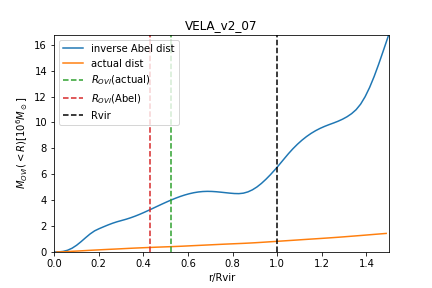 VELA_v2_07
inverse Abel dist
actual dist
R_OVI(actual)
R_OVI(Abel)
Rvir
M_OVI(<R)[10^6 M_⊙]
16
14
12
10
8
6
4
2
0
0.0 0.2 0.4 0.6 0.8 1.0 1.2 1.4
r/Rvir